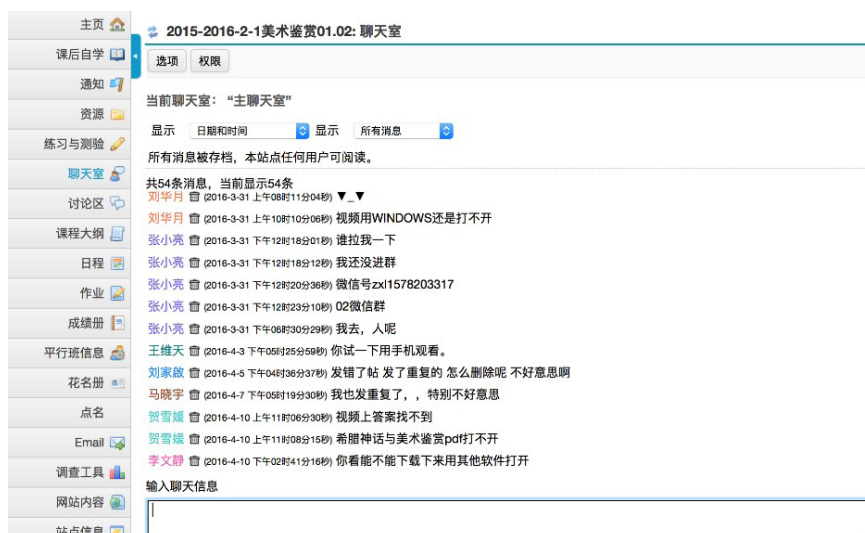 主页
课后自学
通知
资源
练习与测验
聊天室
讨论区
课程大纲
日程
作业
成绩册
平行班信息
花名册
点名
Email
调查工具
网站内容
站点信息
2015-2016-2-1美术鉴赏01.02: 聊天室
选项 权限
当前聊天室： “主聊天室”
显示 日期和时间 显示 所有消息
所有消息被存档，本站点任何用户可阅读。
共54条消息，当前显示54条
刘华月 (2016-3-31 上午08时11分04秒) ▼_▼
刘华月 (2016-3-31 上午10时10分06秒) 视频用WINDOWS还是打不开
张小亮 (2016-3-31 下午12时18分01秒) 谁拉我一下
张小亮 (2016-3-31 下午12时18分12秒) 我还没进群
张小亮 (2016-3-31 下午12时20分36秒) 微信号zxl1578203317
张小亮 (2016-3-31 下午12时23分10秒) 02微信群
张小亮 (2016-3-31 下午06时30分29秒) 我去，人呢
王维天 (2016-4-3 下午05时25分59秒) 你试一下用手机观看。
刘家啟 (2016-4-5 下午04时36分37秒) 发错了帖 发了重复的 怎么删除呢 不好意思啊
马晓宇 (2016-4-7 下午05时19分30秒) 我也发重复了，，特别不好意思
贺雪媛 (2016-4-10 上午11时06分30秒) 视频上答案找不到
贺雪媛 (2016-4-10 上午11时08分15秒) 希腊神话与美术鉴赏pdf打不开
李文静 (2016-4-10 下午02时41分16秒) 你看能不能下载下来用其他软件打开
输入聊天信息